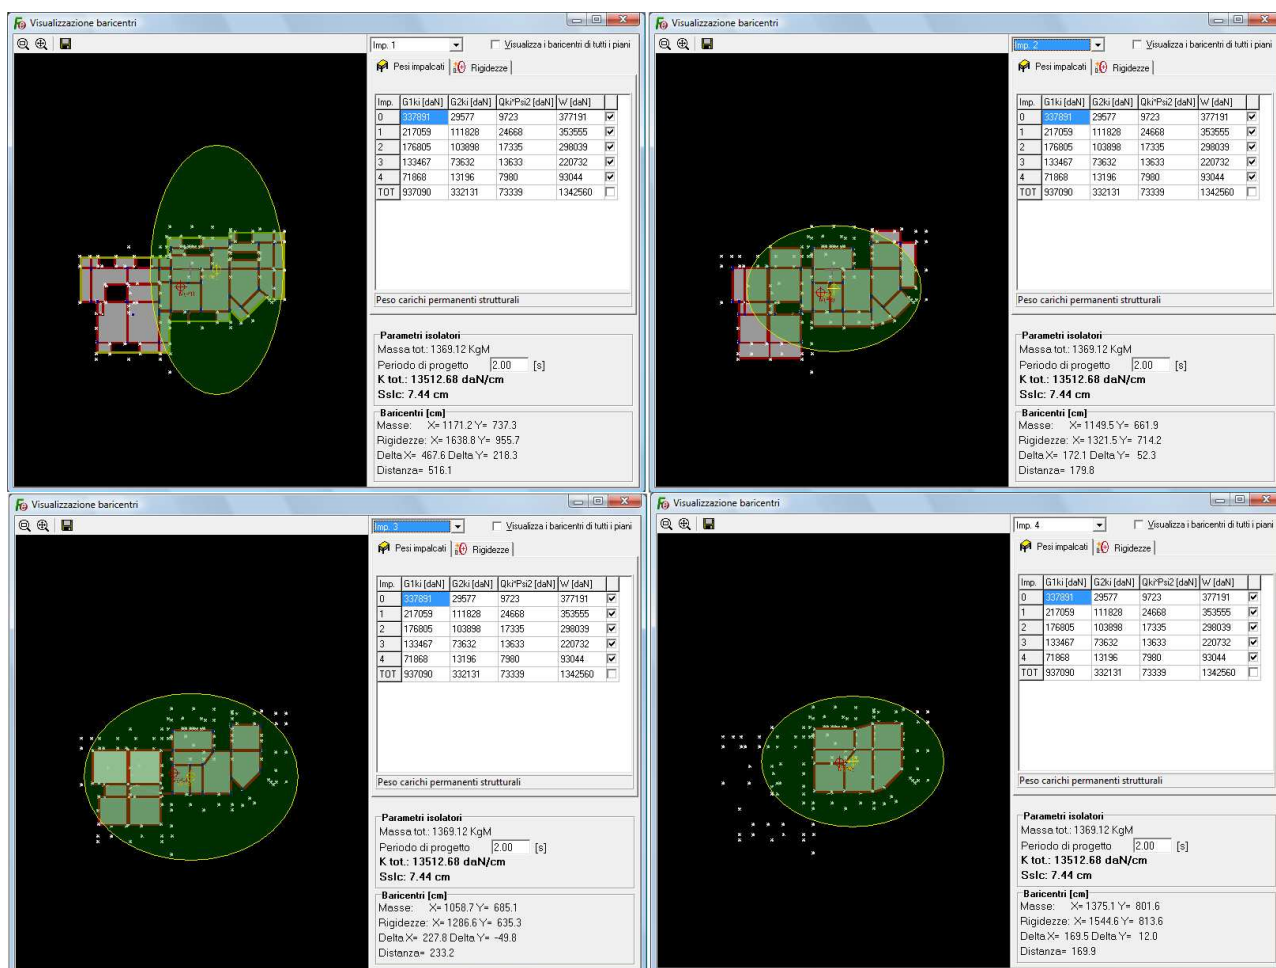 Visualizzazione baricentri
Imp. 1
Visualizza i baricentri di tutti i piani
Pesi impalcati
Rigidezze
Imp. G1ki [daN] G2ki [daN] Qki*Psi2 [daN] W [daN]
0 337891 29577 9723 377191
1 217059 111828 24668 353555
2 176805 103898 17335 298039
3 133467 73632 13633 220732
4 71868 13196 7980 93044
TOT 937090 332131 73339 1342560
Peso carichi permanenti strutturali
Parametri isolatori
Massa tot.: 1369.12 KgM
Periodo di progetto 2.00 [s]
K tot.: 13512.68 daN/cm
Sslc: 7.44 cm
Baricentri [cm]
Masse: X= 1171.2 Y= 737.3
Rigidezze: X= 1638.8 Y= 955.7
Delta X= 467.6 Delta Y= 218.3
Distanza= 516.1
Visualizzazione baricentri
Imp. 2
Visualizza i baricentri di tutti i piani
Pesi impalcati
Rigidezze
Imp. G1ki [daN] G2ki [daN] Qki*Psi2 [daN] W [daN]
0 337891 29577 9723 377191
1 217059 111828 24668 353555
2 176805 103898 17335 298039
3 133467 73632 13633 220732
4 71868 13196 7980 93044
TOT 937090 332131 73339 1342560
Peso carichi permanenti strutturali
Parametri isolatori
Massa tot.: 1369.12 KgM
Periodo di progetto 2.00 [s]
K tot.: 13512.68 daN/cm
Sslc: 7.44 cm
Baricentri [cm]
Masse: X= 1149.5 Y= 661.9
Rigidezze: X= 1321.5 Y= 714.2
Delta X= 172.1 Delta Y= 52.3
Distanza= 179.8
Visualizzazione baricentri
Imp. 3
Visualizza i baricentri di tutti i piani
Pesi impalcati
Rigidezze
Imp. G1ki [daN] G2ki [daN] Qki*Psi2 [daN] W [daN]
0 337891 29577 9723 377191
1 217059 111828 24668 353555
2 176805 103898 17335 298039
3 133467 73632 13633 220732
4 71868 13196 7980 93044
TOT 937090 332131 73339 1342560
Peso carichi permanenti strutturali
Parametri isolatori
Massa tot.: 1369.12 KgM
Periodo di progetto 2.00 [s]
K tot.: 13512.68 daN/cm
Sslc: 7.44 cm
Baricentri [cm]
Masse: X= 1058.7 Y= 685.1
Rigidezze: X= 1286.6 Y= 635.3
Delta X= 227.8 Delta Y= -49.8
Distanza= 233.2
Visualizzazione baricentri
Imp. 4
Visualizza i baricentri di tutti i piani
Pesi impalcati
Rigidezze
Imp. G1ki [daN] G2ki [daN] Qki*Psi2 [daN] W [daN]
0 337891 29577 9723 377191
1 217059 111828 24668 353555
2 176805 103898 17335 298039
3 133467 73632 13633 220732
4 71868 13196 7980 93044
TOT 937090 332131 73339 1342560
Peso carichi permanenti strutturali
Parametri isolatori
Massa tot.: 1369.12 KgM
Periodo di progetto 2.00 [s]
K tot.: 13512.68 daN/cm
Sslc: 7.44 cm
Baricentri [cm]
Masse: X= 1375.1 Y= 801.6
Rigidezze: X= 1544.6 Y= 813.6
Delta X= 169.5 Delta Y= 12.0
Distanza= 169.9